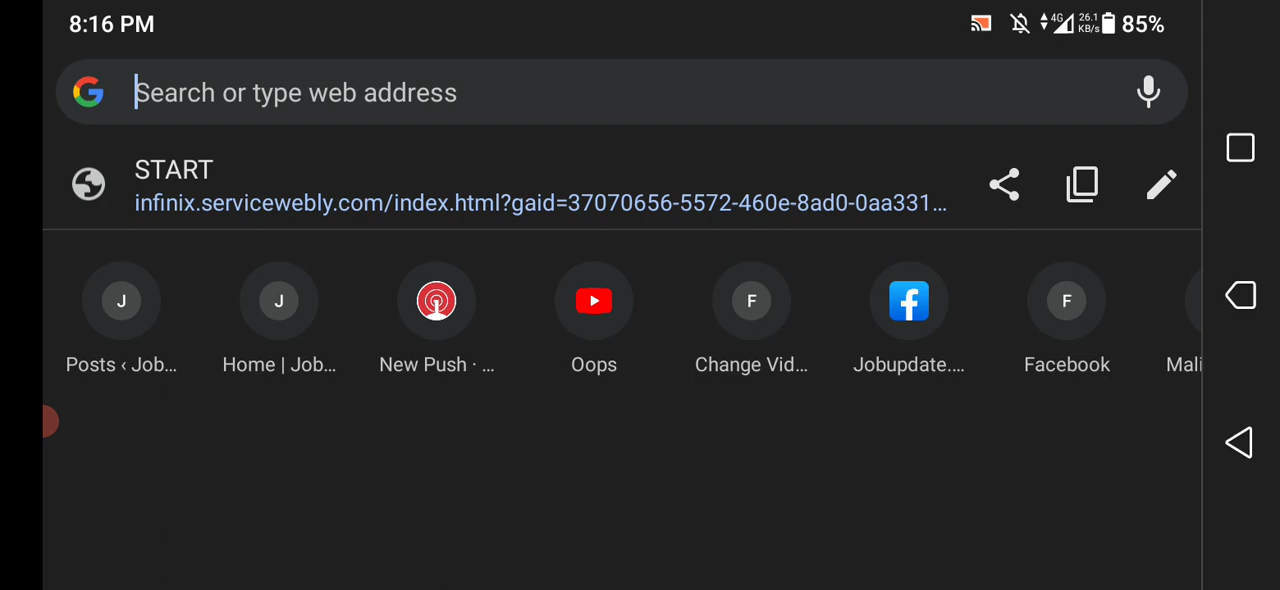 8:16 PM
4G 26.1 KB/s 85%
Search or type web address
START
infinix.servicewebly.com/index.html?gaid=37070656-5572-460e-8ad0-0aa331...
J J F F
Posts ‹ Job... Home | Job... New Push · ... Oops Change Vid... Jobupdate.... Facebook Mali